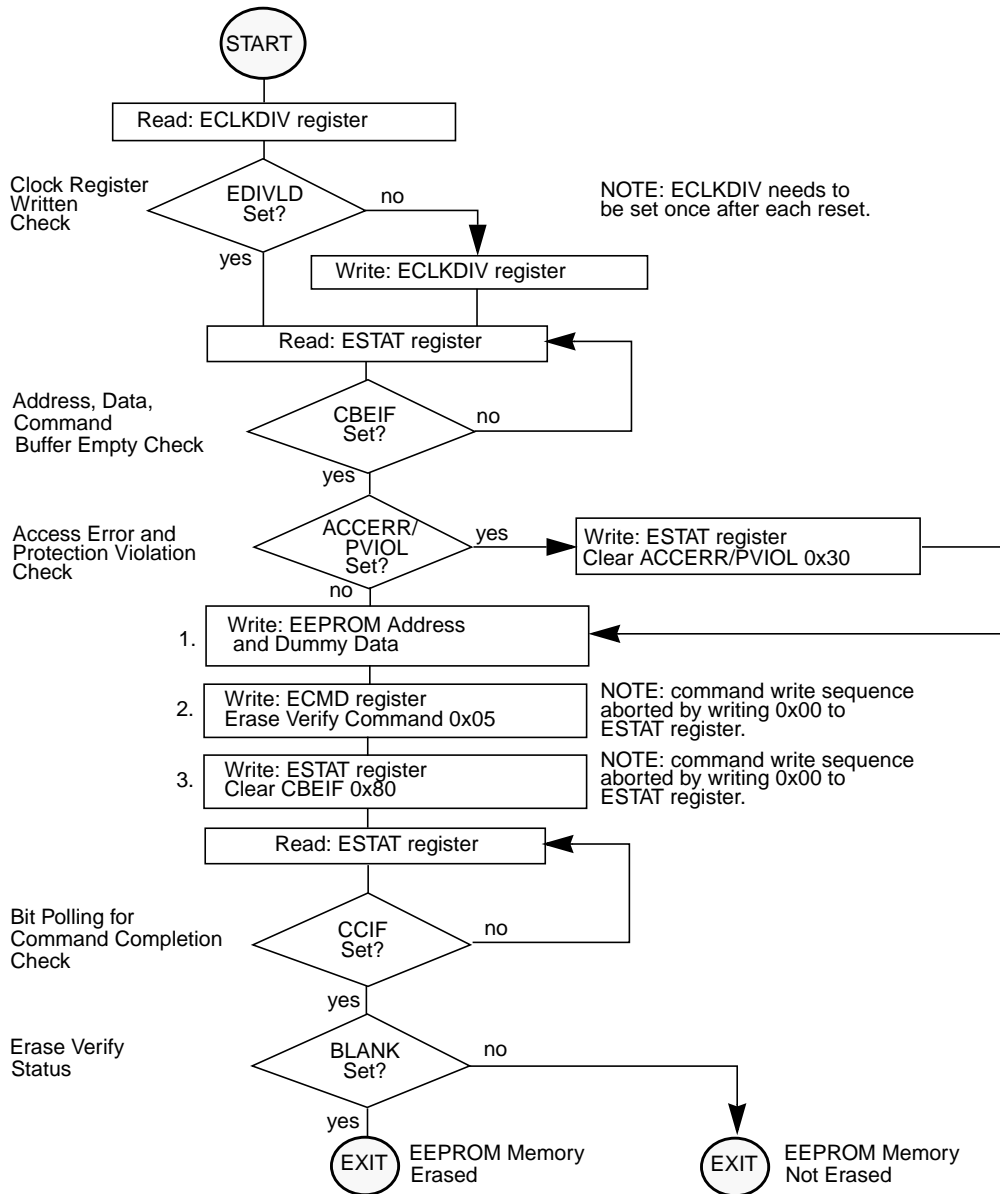 START
Read: ECLKDIV register
Clock Register
Written
Check
EDIVLD
Set?
no
yes
NOTE: ECLKDIV needs to
be set once after each reset.
Write: ECLKDIV register
Read: ESTAT register
Address, Data,
Command
Buffer Empty Check
CBEIF
Set?
no
yes
Access Error and
Protection Violation
Check
ACCERR/
PVIOL
Set?
yes
no
Write: ESTAT register
Clear ACCERR/PVIOL 0x30
1.
Write: EEPROM Address
and Dummy Data
2.
Write: ECMD register
Erase Verify Command 0x05
NOTE: command write sequence
aborted by writing 0x00 to
ESTAT register.
3.
Write: ESTAT register
Clear CBEIF 0x80
NOTE: command write sequence
aborted by writing 0x00 to
ESTAT register.
Read: ESTAT register
Bit Polling for
Command Completion
Check
CCIF
Set?
no
yes
Erase Verify
Status
BLANK
Set?
no
yes
EXIT
EEPROM Memory
Erased
EXIT
EEPROM Memory
Not Erased